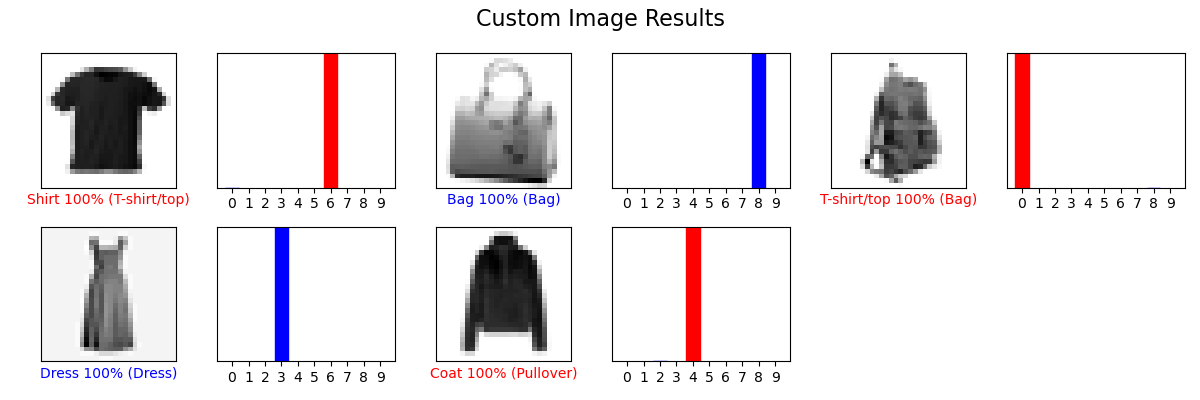 Custom Image Results
0 1 2 3 4 5 6 7 8 9
0 1 2 3 4 5 6 7 8 9
0 1 2 3 4 5 6 7 8 9
Shirt 100% (T-shirt/top)
Bag 100% (Bag)
T-shirt/top 100% (Bag)
0 1 2 3 4 5 6 7 8 9
0 1 2 3 4 5 6 7 8 9
Dress 100% (Dress)
Coat 100% (Pullover)